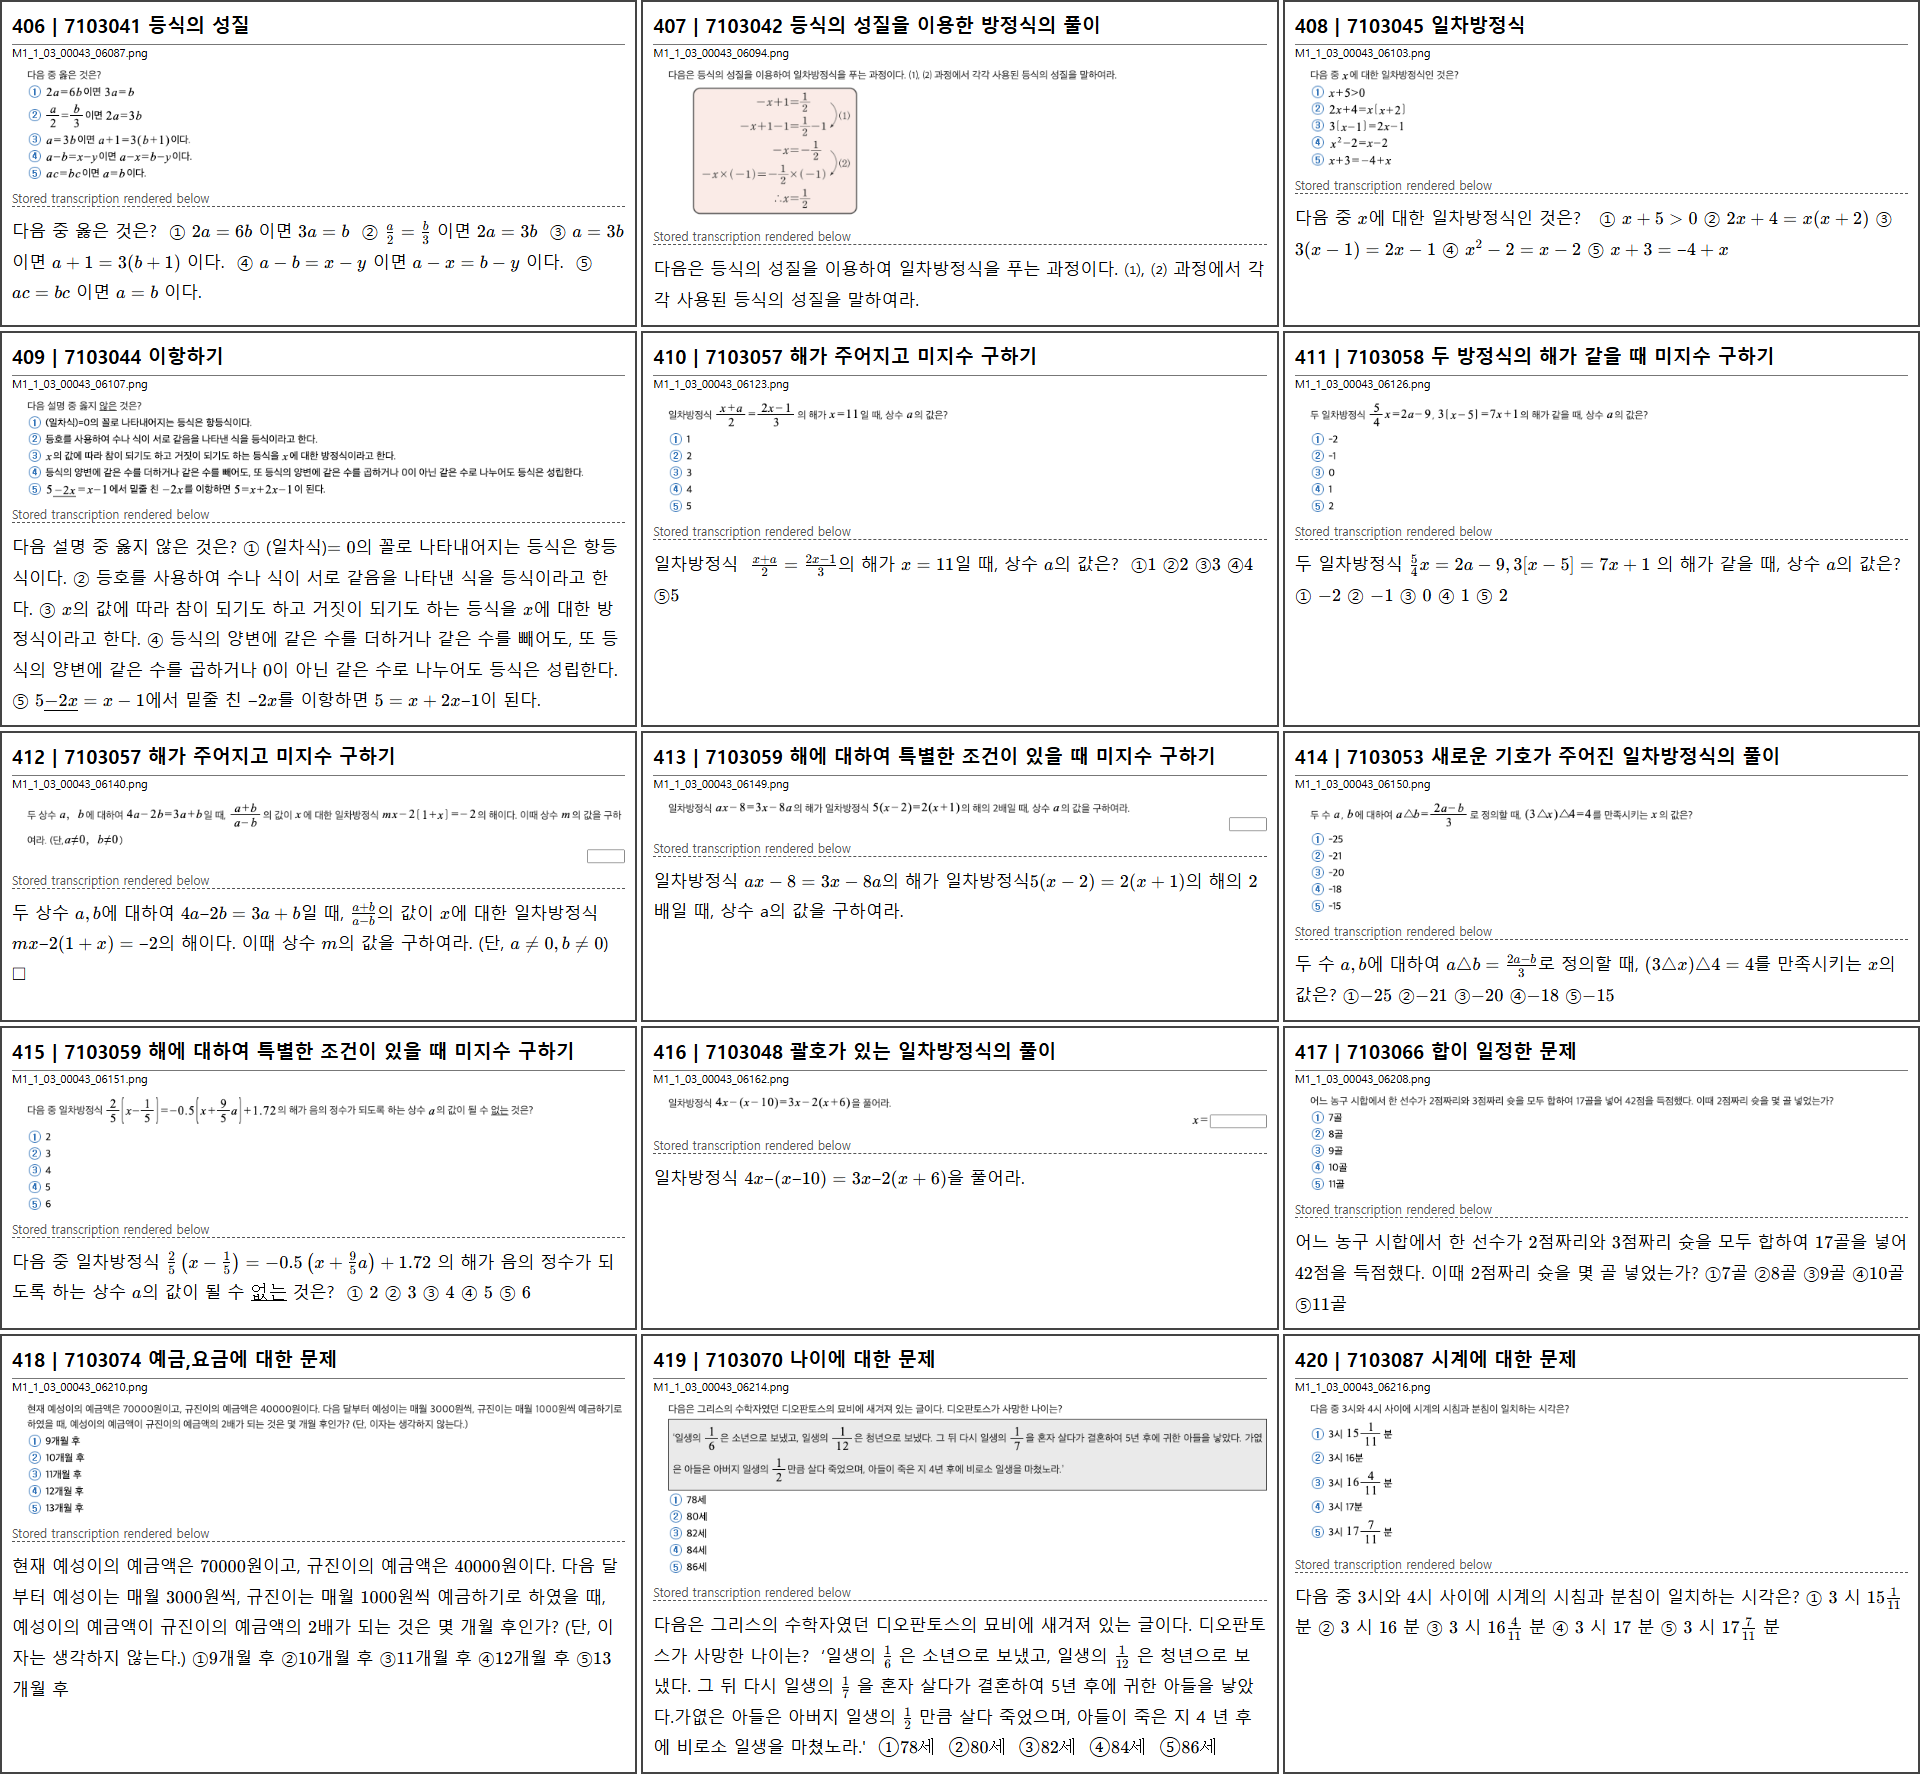 406 | 7103041 등식의 성질
M1_1_03_00043_06087.png
다음 중 옳은 것은?
① 2a=6b이면 3a=b
② a/2=b/3 이면 2a=3b
③ a=3b이면 a+1=3(b+1)이다.
④ a−b=x−y이면 a−x=b−y이다.
⑤ ac=bc이면 a=b이다.
Stored transcription rendered below
다음 중 옳은 것은? ① 2a = 6b 이면 3a = b ② a/2 = b/3 이면 2a = 3b ③ a = 3b
이면 a + 1 = 3(b + 1) 이다. ④ a − b = x − y 이면 a − x = b − y 이다. ⑤
ac = bc 이면 a = b 이다.
407 | 7103042 등식의 성질을 이용한 방정식의 풀이
M1_1_03_00043_06094.png
다음은 등식의 성질을 이용하여 일차방정식을 푸는 과정이다. (1), (2) 과정에서 각각 사용된 등식의 성질을 말하여라.
−x+1=1/2
−x+1−1=1/2−1 (1)
−x=−1/2
−x×(−1)=−1/2×(−1) (2)
∴x=1/2
Stored transcription rendered below
다음은 등식의 성질을 이용하여 일차방정식을 푸는 과정이다. ⑴, ⑵ 과정에서 각
각 사용된 등식의 성질을 말하여라.
408 | 7103045 일차방정식
M1_1_03_00043_06103.png
다음 중 x에 대한 일차방정식인 것은?
① x+5>0
② 2x+4=x(x+2)
③ 3(x−1)=2x−1
④ x²−2=x−2
⑤ x+3=−4+x
Stored transcription rendered below
다음 중 x에 대한 일차방정식인 것은? ① x + 5 > 0 ② 2x + 4 = x(x + 2) ③
3(x − 1) = 2x − 1 ④ x² − 2 = x − 2 ⑤ x + 3 = –4 + x
409 | 7103044 이항하기
M1_1_03_00043_06107.png
다음 설명 중 옳지 않은 것은?
① (일차식)=0의 꼴로 나타내어지는 등식은 항등식이다.
② 등호를 사용하여 수나 식이 서로 같음을 나타낸 식을 등식이라고 한다.
③ x의 값에 따라 참이 되기도 하고 거짓이 되기도 하는 등식을 x에 대한 방정식이라고 한다.
④ 등식의 양변에 같은 수를 더하거나 같은 수를 빼어도, 또 등식의 양변에 같은 수를 곱하거나 0이 아닌 같은 수로 나누어도 등식은 성립한다.
⑤ 5−2x=x−1에서 밑줄 친 −2x를 이항하면 5=x+2x−1이 된다.
Stored transcription rendered below
다음 설명 중 옳지 않은 것은? ① (일차식)= 0의 꼴로 나타내어지는 등식은 항등
식이다. ② 등호를 사용하여 수나 식이 서로 같음을 나타낸 식을 등식이라고 한
다. ③ x의 값에 따라 참이 되기도 하고 거짓이 되기도 하는 등식을 x에 대한 방
정식이라고 한다. ④ 등식의 양변에 같은 수를 더하거나 같은 수를 빼어도, 또 등
식의 양변에 같은 수를 곱하거나 0이 아닌 같은 수로 나누어도 등식은 성립한다.
⑤ 5−2x = x − 1에서 밑줄 친 –2x를 이항하면 5 = x + 2x–1이 된다.
410 | 7103057 해가 주어지고 미지수 구하기
M1_1_03_00043_06123.png
일차방정식 (x+a)/2=(2x−1)/3 의 해가 x=11일 때, 상수 a의 값은?
① 1
② 2
③ 3
④ 4
⑤ 5
Stored transcription rendered below
일차방정식 (x+a)/2 = (2x−1)/3의 해가 x = 11일 때, 상수 a의 값은? ①1 ②2 ③3 ④4
⑤5
411 | 7103058 두 방정식의 해가 같을 때 미지수 구하기
M1_1_03_00043_06126.png
두 일차방정식 5/4 x=2a−9, 3[x−5]=7x+1의 해가 같을 때, 상수 a의 값은?
① -2
② -1
③ 0
④ 1
⑤ 2
Stored transcription rendered below
두 일차방정식 5/4 x = 2a − 9, 3[x − 5] = 7x + 1 의 해가 같을 때, 상수 a의 값은?
① −2 ② −1 ③ 0 ④ 1 ⑤ 2
412 | 7103057 해가 주어지고 미지수 구하기
M1_1_03_00043_06140.png
두 상수 a, b에 대하여 4a−2b=3a+b일 때, (a+b)/(a−b) 의 값이 x에 대한 일차방정식 mx−2[1+x]=−2의 해이다. 이때 상수 m의 값을 구하
여라. (단,a≠0, b≠0)
Stored transcription rendered below
두 상수 a, b에 대하여 4a–2b = 3a + b일 때, (a+b)/(a−b)의 값이 x에 대한 일차방정식
mx–2(1 + x) = –2의 해이다. 이때 상수 m의 값을 구하여라. (단, a ≠ 0, b ≠ 0)
□
413 | 7103059 해에 대하여 특별한 조건이 있을 때 미지수 구하기
M1_1_03_00043_06149.png
일차방정식 ax−8=3x−8a의 해가 일차방정식 5(x−2)=2(x+1)의 해의 2배일 때, 상수 a의 값을 구하여라.
Stored transcription rendered below
일차방정식 ax − 8 = 3x − 8a의 해가 일차방정식5(x − 2) = 2(x + 1)의 해의 2
배일 때, 상수 a의 값을 구하여라.
414 | 7103053 새로운 기호가 주어진 일차방정식의 풀이
M1_1_03_00043_06150.png
두 수 a, b에 대하여 a△b=(2a−b)/3 로 정의할 때, (3△x)△4=4를 만족시키는 x의 값은?
① -25
② -21
③ -20
④ -18
⑤ -15
Stored transcription rendered below
두 수 a, b에 대하여 a△b = (2a−b)/3로 정의할 때, (3△x)△4 = 4를 만족시키는 x의
값은? ①−25 ②−21 ③−20 ④−18 ⑤−15
415 | 7103059 해에 대하여 특별한 조건이 있을 때 미지수 구하기
M1_1_03_00043_06151.png
다음 중 일차방정식 2/5[x−1/5]=−0.5[x+9/5 a]+1.72의 해가 음의 정수가 되도록 하는 상수 a의 값이 될 수 없는 것은?
① 2
② 3
③ 4
④ 5
⑤ 6
Stored transcription rendered below
다음 중 일차방정식 2/5 (x − 1/5) = −0.5 (x + 9/5 a) + 1.72 의 해가 음의 정수가 되
도록 하는 상수 a의 값이 될 수 없는 것은? ① 2 ② 3 ③ 4 ④ 5 ⑤ 6
416 | 7103048 괄호가 있는 일차방정식의 풀이
M1_1_03_00043_06162.png
일차방정식 4x−(x−10)=3x−2(x+6)을 풀어라.
x=
Stored transcription rendered below
일차방정식 4x–(x–10) = 3x–2(x + 6)을 풀어라.
417 | 7103066 합이 일정한 문제
M1_1_03_00043_06208.png
어느 농구 시합에서 한 선수가 2점짜리와 3점짜리 슛을 모두 합하여 17골을 넣어 42점을 득점했다. 이때 2점짜리 슛을 몇 골 넣었는가?
① 7골
② 8골
③ 9골
④ 10골
⑤ 11골
Stored transcription rendered below
어느 농구 시합에서 한 선수가 2점짜리와 3점짜리 슛을 모두 합하여 17골을 넣어
42점을 득점했다. 이때 2점짜리 슛을 몇 골 넣었는가? ①7골 ②8골 ③9골 ④10골
⑤11골
418 | 7103074 예금,요금에 대한 문제
M1_1_03_00043_06210.png
현재 예성이의 예금액은 70000원이고, 규진이의 예금액은 40000원이다. 다음 달부터 예성이는 매월 3000원씩, 규진이는 매월 1000원씩 예금하기로
하였을 때, 예성이의 예금액이 규진이의 예금액의 2배가 되는 것은 몇 개월 후인가? (단, 이자는 생각하지 않는다.)
① 9개월 후
② 10개월 후
③ 11개월 후
④ 12개월 후
⑤ 13개월 후
Stored transcription rendered below
현재 예성이의 예금액은 70000원이고, 규진이의 예금액은 40000원이다. 다음 달
부터 예성이는 매월 3000원씩, 규진이는 매월 1000원씩 예금하기로 하였을 때,
예성이의 예금액이 규진이의 예금액의 2배가 되는 것은 몇 개월 후인가? (단, 이
자는 생각하지 않는다.) ①9개월 후 ②10개월 후 ③11개월 후 ④12개월 후 ⑤13
개월 후
419 | 7103070 나이에 대한 문제
M1_1_03_00043_06214.png
다음은 그리스의 수학자였던 디오판토스의 묘비에 새겨져 있는 글이다. 디오판토스가 사망한 나이는?
'일생의 1/6 은 소년으로 보냈고, 일생의 1/12 은 청년으로 보냈다. 그 뒤 다시 일생의 1/7 을 혼자 살다가 결혼하여 5년 후에 귀한 아들을 낳았다. 가엾
은 아들은 아버지 일생의 1/2 만큼 살다 죽었으며, 아들이 죽은 지 4년 후에 비로소 일생을 마쳤노라.'
① 78세
② 80세
③ 82세
④ 84세
⑤ 86세
Stored transcription rendered below
다음은 그리스의 수학자였던 디오판토스의 묘비에 새겨져 있는 글이다. 디오판토
스가 사망한 나이는? '일생의 1/6 은 소년으로 보냈고, 일생의 1/12 은 청년으로 보
냈다. 그 뒤 다시 일생의 1/7 을 혼자 살다가 결혼하여 5년 후에 귀한 아들을 낳았
다.가엾은 아들은 아버지 일생의 1/2 만큼 살다 죽었으며, 아들이 죽은 지 4 년 후
에 비로소 일생을 마쳤노라.' ①78세 ②80세 ③82세 ④84세 ⑤86세
420 | 7103087 시계에 대한 문제
M1_1_03_00043_06216.png
다음 중 3시와 4시 사이에 시계의 시침과 분침이 일치하는 시각은?
① 3시 15 1/11 분
② 3시 16분
③ 3시 16 4/11 분
④ 3시 17분
⑤ 3시 17 7/11 분
Stored transcription rendered below
다음 중 3시와 4시 사이에 시계의 시침과 분침이 일치하는 시각은? ① 3 시 15 1/11
분 ② 3 시 16 분 ③ 3 시 16 4/11 분 ④ 3 시 17 분 ⑤ 3 시 17 7/11 분